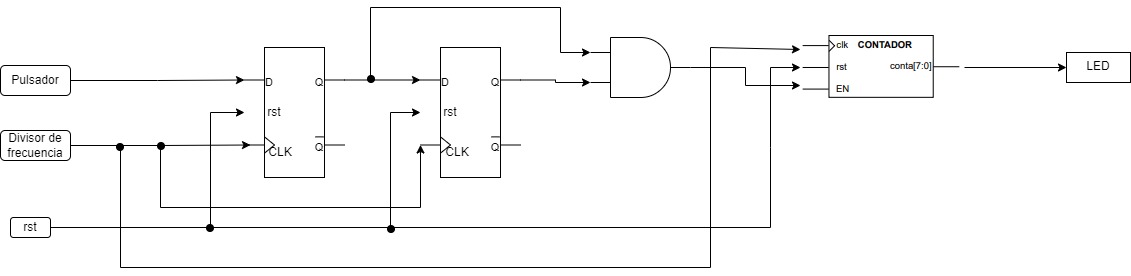 Pulsador
D
Q
rst
CLK
Q
D
Q
rst
CLK
Q
clk
CONTADOR
rst
conta[7:0]
EN
LED
Divisor de
frecuencia
rst